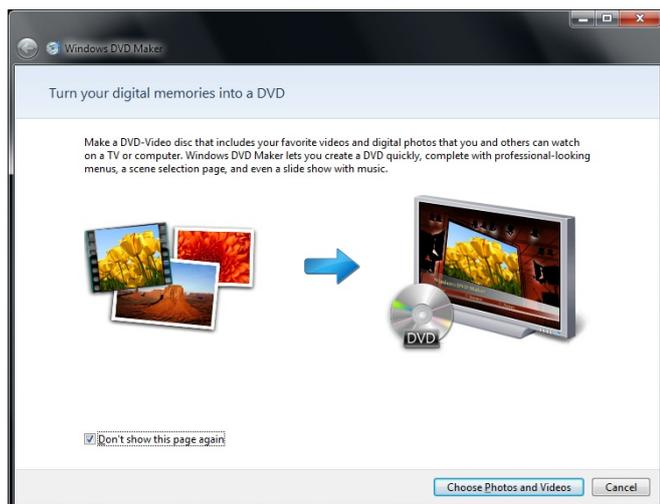 Windows DVD Maker
Turn your digital memories into a DVD
Make a DVD-Video disc that includes your favorite videos and digital photos that you and others can watch
on a TV or computer. Windows DVD Maker lets you create a DVD quickly, complete with professional-looking
menus, a scene selection page, and even a slide show with music.
Windows DVD Maker
DVD
Don't show this page again
Choose Photos and Videos
Cancel